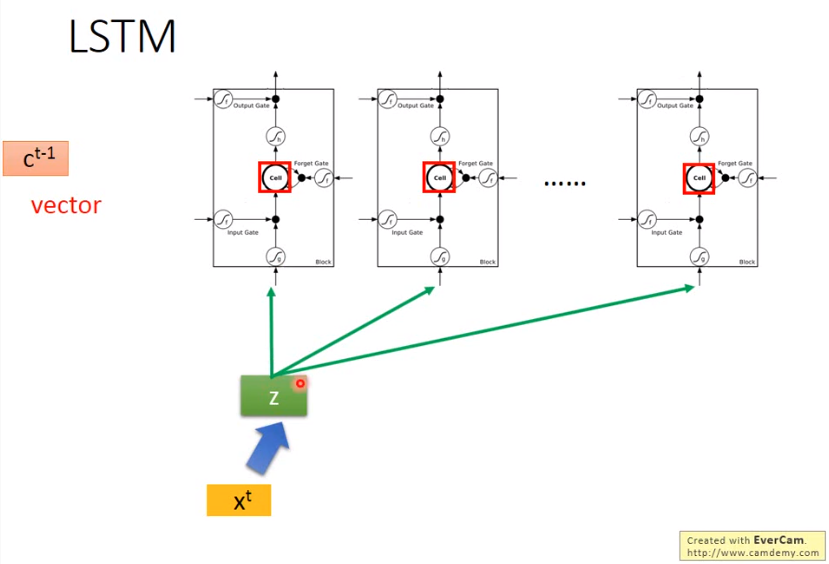 LSTM
Output Gate
Output Gate
Output Gate
Forget Gate
Forget Gate
Forget Gate
c^t-1
Cell
Cell
......
Cell
vector
Input Gate
Input Gate
Input Gate
Block
Block
Block
z
x^t
Created with EverCam.
http://www.camdemy.com